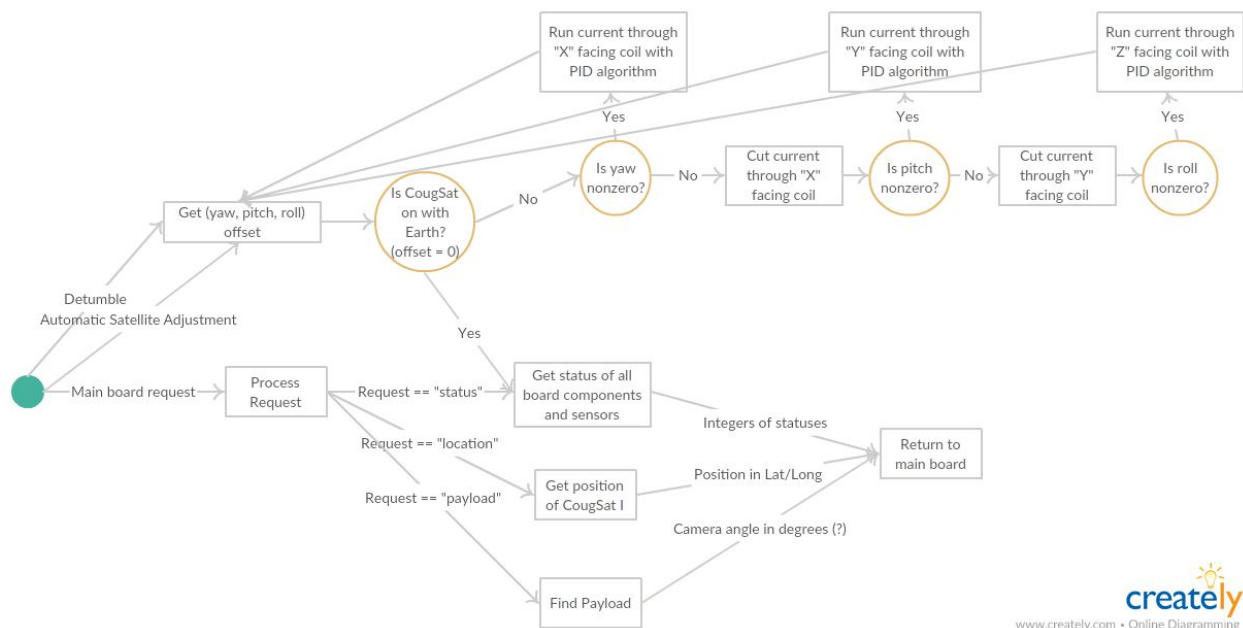 Run current through
"X" facing coil with
PID algorithm
Run current through
"Y" facing coil with
PID algorithm
Run current through
"Z" facing coil with
PID algorithm
Yes
Yes
Yes
Is yaw
nonzero?
No
Cut current
through "X"
facing coil
Is pitch
nonzero?
No
Cut current
through "Y"
facing coil
Is roll
nonzero?
Get (yaw, pitch, roll)
offset
Is CougSat
on with
Earth?
(offset = 0)
No
Detumble
Automatic Satellite Adjustment
Yes
Main board request
Process
Request
Request == "status"
Get status of all
board components
and sensors
Integers of statuses
Request == "location"
Return to
main board
Position in Lat/Long
Get position
of CougSat I
Request == "payload"
Camera angle in degrees (?)
Find Payload
creately
www.creately.com • Online Diagramming